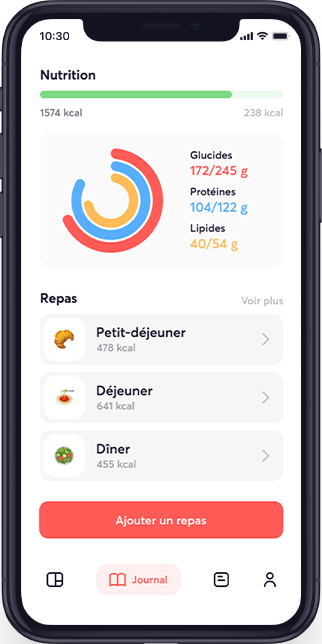 10:30
Nutrition
1574 kcal 238 kcal
Glucides
172/245 g
Protéines
104/122 g
Lipides
40/54 g
Repas Voir plus
Petit-déjeuner
478 kcal
Déjeuner
641 kcal
Dîner
455 kcal
Ajouter un repas
Journal